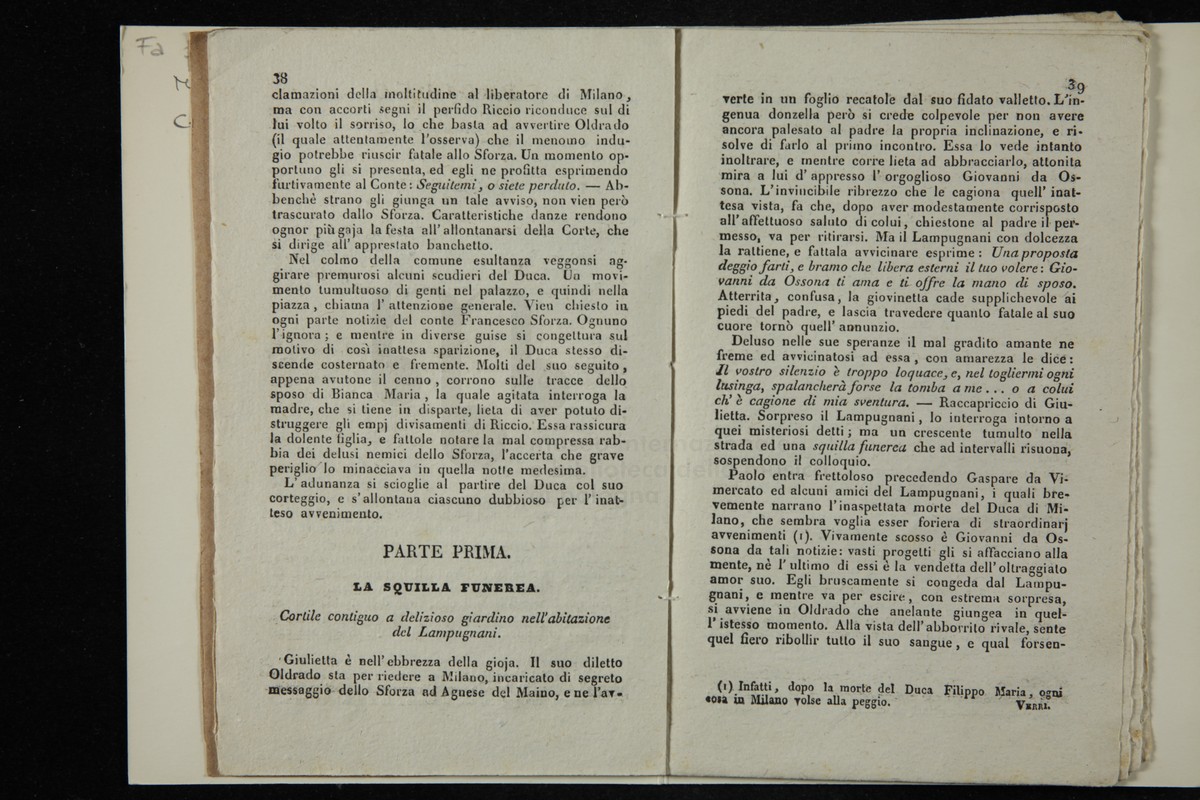 Fa
38
clamazioni della moltitudine al liberatore di Milano,
ma con accorti segni il perfido Riccio riconduce sul di
lui volto il sorriso, lo che basta ad avvertire Oldrado
(il quale attentamente l'osserva) che il menomo indu-
gio potrebbe riuscir fatale allo Sforza. Un momento op-
portuno gli si presenta, ed egli ne profitta esprimendo
furtivamente al Conte: Seguitemi, o siete perduto. — Ab-
benchè strano gli giunga un tale avviso, non vien però
trascurato dallo Sforza. Caratteristiche danze rendono
ognor più gaja la festa all'allontanarsi della Corte, che
si dirige all'apprestato banchetto.
Nel colmo della comune esultanza veggonsi ag-
girare premurosi alcuni scudieri del Duca. Un movi-
mento tumultuoso di genti nel palazzo, e quindi nella
piazza, chiama l'attenzione generale. Vien chiesto in
ogni parte notizie del conte Francesco Sforza. Ognuno
l'ignora; e mentre in diverse guise si congettura sul
motivo di così inattesa sparizione, il Duca stesso di-
scende costernato e fremente. Molti del suo seguito,
appena avutone il cenno, corrono sulle tracce dello
sposo di Bianca Maria, la quale agitata interroga la
madre, che si tiene in disparte, lieta di aver potuto di-
struggere gli empj divisamenti di Riccio. Essa rassicura
la dolente figlia, e fattole notare la mal compressa rab-
bia dei delusi nemici dello Sforza, l'accerta che grave
periglio lo minacciava in quella notte medesima.
L'adunanza si scioglie al partire del Duca col suo
corteggio, e s'allontana ciascuno dubbioso per l'inat-
teso avvenimento.
PARTE PRIMA.
LA SQUILLA FUNEREA.
Cortile contiguo a delizioso giardino nell'abitazione
del Lampugnani.
Giulietta è nell'ebbrezza della gioja. Il suo diletto
Oldrado sta per riedere a Milano, incaricato di segreto
messaggio dello Sforza ad Agnese del Maino, e ne l'av-
39
verte in un foglio recatole dal suo fidato valletto. L'in-
genua donzella però si crede colpevole per non avere
ancora palesato al padre la propria inclinazione, e ri-
solve di farlo al primo incontro. Essa lo vede intanto
inoltrare, e mentre corre lieta ad abbracciarlo, attonita
mira a lui d'appresso l'orgoglioso Giovanni da Os-
sona. L'invincibile ribrezzo che le cagiona quell'inat-
tesa vista, fa che, dopo aver modestamente corrisposto
all'affettuoso saluto di colui, chiestone al padre il per-
messo, va per ritirarsi. Ma il Lampugnani con dolcezza
la rattiene, e fattala avvicinare esprime: Una proposta
deggio farti, e bramo che libera esterni il tuo volere: Gio-
vanni da Ossona ti ama e ti offre la mano di sposo.
Atterrita, confusa, la giovinetta cade supplichevole ai
piedi del padre, e lascia travedere quanto fatale al suo
cuore tornò quell'annunzio.
Deluso nelle sue speranze il mal gradito amante ne
freme ed avvicinatosi ad essa, con amarezza le dice:
Il vostro silenzio è troppo loquace, e, nel togliermi ogni
lusinga, spalancherà forse la tomba a me... o a colui
ch'è cagione di mia sventura. — Raccapriccio di Giu-
lietta. Sorpreso il Lampugnani, lo interroga intorno a
quei misteriosi detti; ma un crescente tumulto nella
strada ed una squilla funerea che ad intervalli risuona,
sospendono il colloquio.
Paolo entra frettoloso precedendo Gaspare da Vi-
mercato ed alcuni amici del Lampugnani, i quali bre-
vemente narrano l'inaspettata morte del Duca di Mi-
lano, che sembra voglia esser foriera di straordinarj
avvenimenti (1). Vivamente scosso è Giovanni da Os-
sona da tali notizie: vasti progetti gli si affacciano alla
mente, nè l'ultimo di essi è la vendetta dell'oltraggiato
amor suo. Egli bruscamente si congeda dal Lampu-
gnani, e mentre va per escire, con estrema sorpresa,
si avviene in Oldrado che anelante giungea in quel-
l'istesso momento. Alla vista dell'abborrito rivale, sente
quel fiero ribollir tutto il suo sangue, e qual forsen-
(1) Infatti, dopo la morte del Duca Filippo Maria, ogni
cosa in Milano volse alla peggio. VERRI.